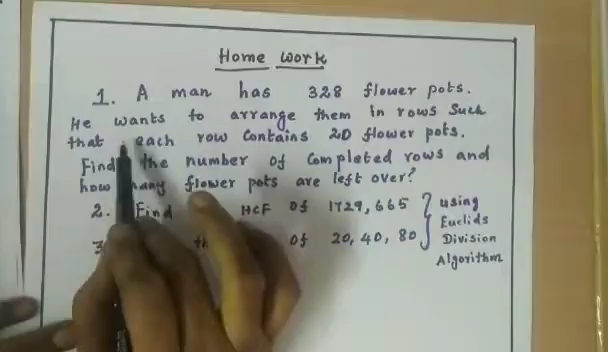 Home Work
1. A man has 328 flower pots.
He wants to arrange them in rows Such
that each row Contains 20 flower pots.
Find the number of Completed rows and
how many flower pots are left over?
2. Find HCF of 1729, 665 } using
Euclids
of 20, 40, 80 Division
Algorithm